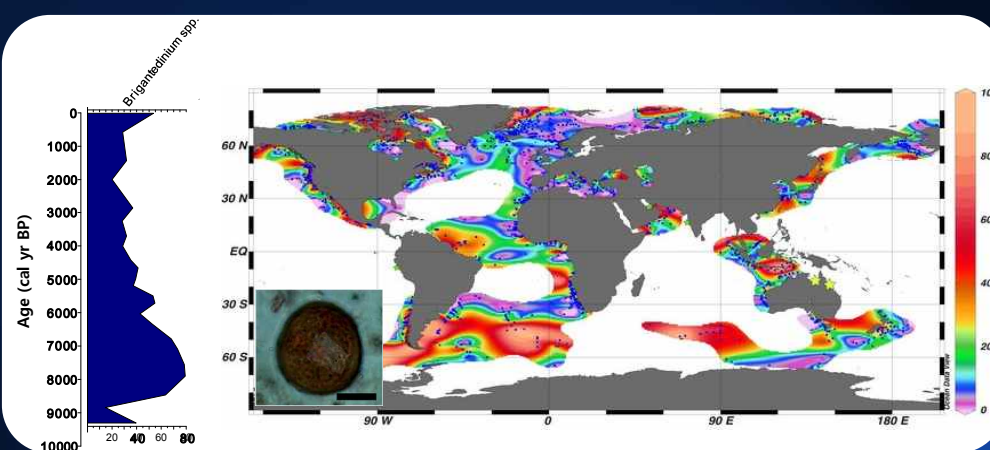 Brigantedinium spp.
Age (cal yr BP)
0
1000
2000
3000
4000
5000
6000
7000
8000
9000
10000
20 40 60 80
60 N
30 N
EQ
30 S
60 S
90 W 0 90 E 180 E
Ocean Data View
80
60
40
20
0